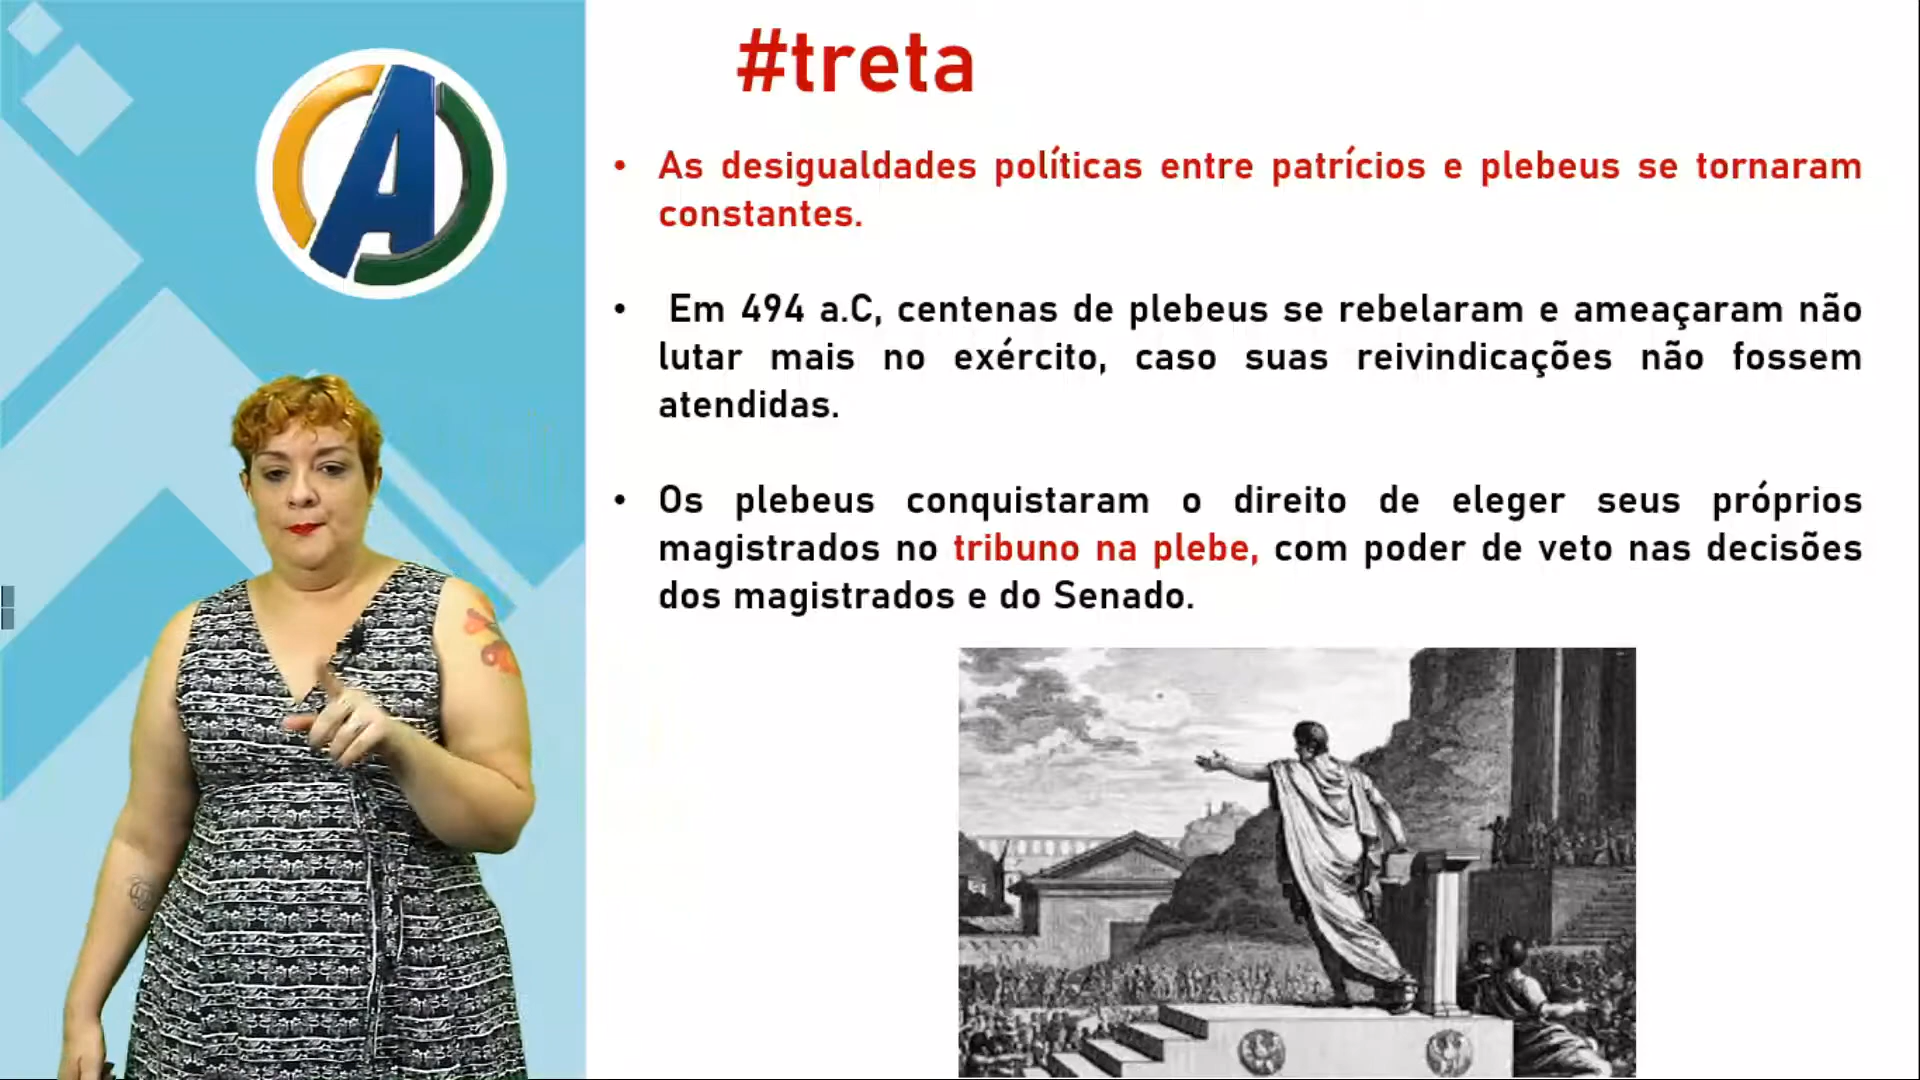 #treta
• As desigualdades políticas entre patrícios e plebeus se tornaram
constantes.
• Em 494 a.C, centenas de plebeus se rebelaram e ameaçaram não
lutar mais no exército, caso suas reivindicações não fossem
atendidas.
• Os plebeus conquistaram o direito de eleger seus próprios
magistrados no tribuno na plebe, com poder de veto nas decisões
dos magistrados e do Senado.
A